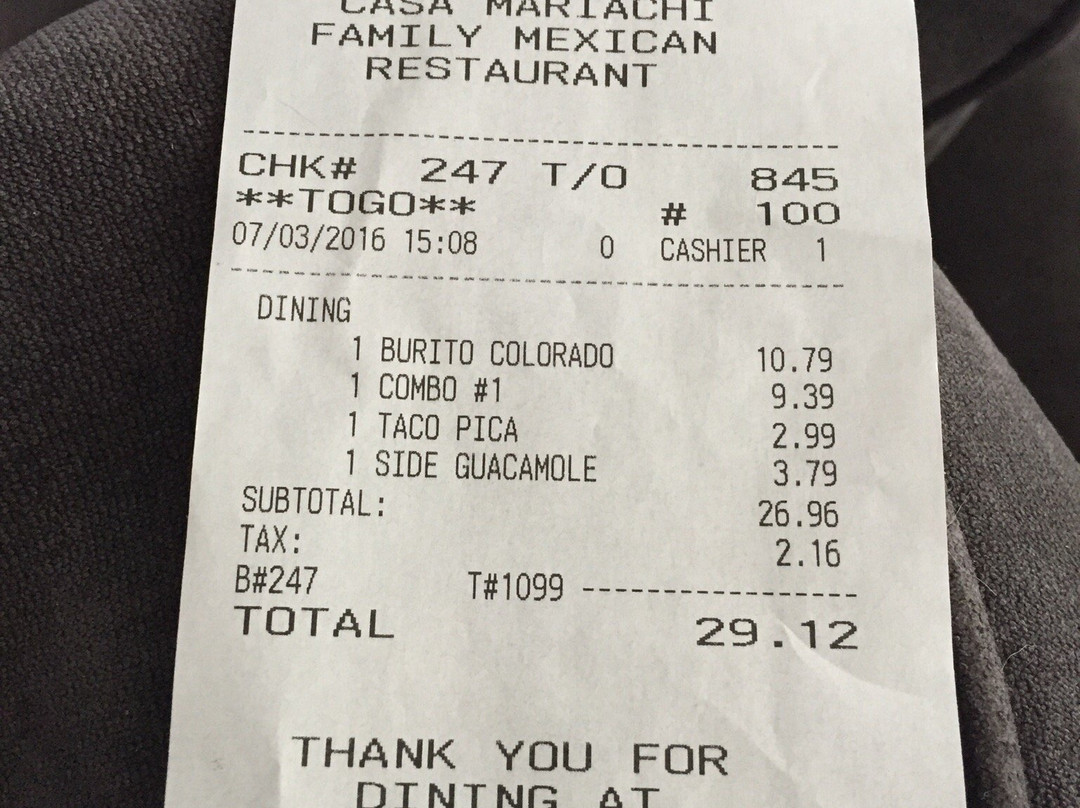 CASA MARIACHI
FAMILY MEXICAN
RESTAURANT
CHK# 247 T/O 845
**TOGO** # 100
07/03/2016 15:08 0 CASHIER 1
DINING
1 BURITO COLORADO 10.79
1 COMBO #1 9.39
1 TACO PICA 2.99
1 SIDE GUACAMOLE 3.79
SUBTOTAL: 26.96
TAX: 2.16
B#247 T#1099 -----------------
TOTAL 29.12
THANK YOU FOR
DINING AT